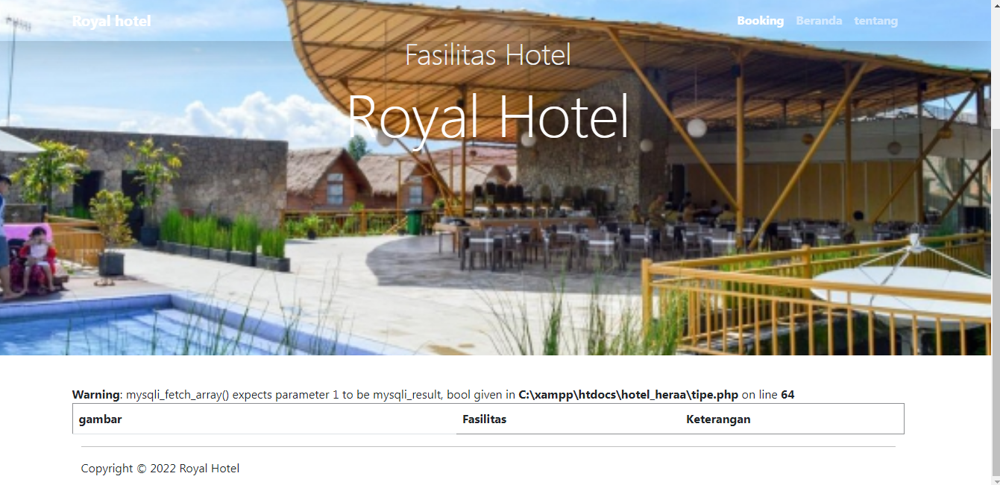 Royal hotel
Booking Beranda tentang
Fasilitas Hotel
Royal Hotel
Warning: mysqli_fetch_array() expects parameter 1 to be mysqli_result, bool given in C:\xampp\htdocs\hotel_heraa\tipe.php on line 64
gambar Fasilitas Keterangan
Copyright © 2022 Royal Hotel